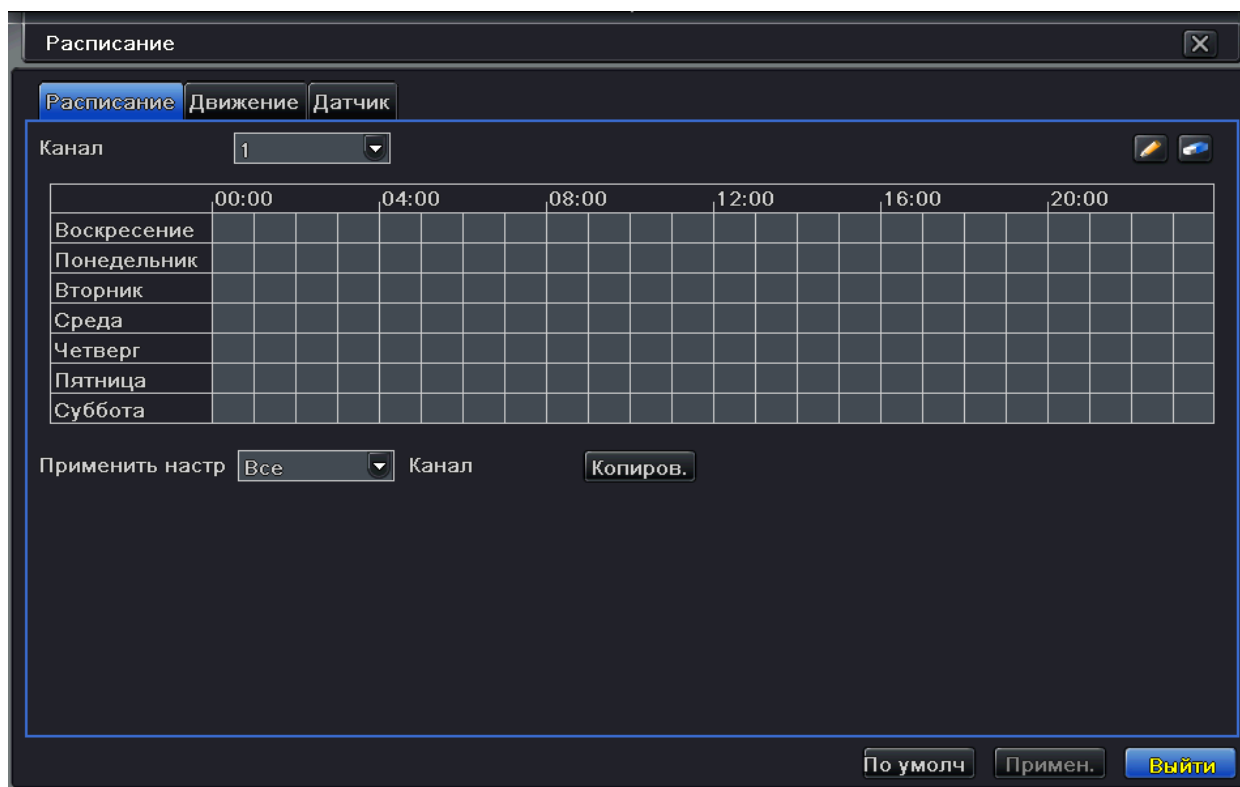 Расписание
Расписание Движение Датчик
Канал 1
00:00 04:00 08:00 12:00 16:00 20:00
Воскресение
Понедельник
Вторник
Среда
Четверг
Пятница
Суббота
Применить настр Все Канал Копиров.
По умолч Примен. Выйти